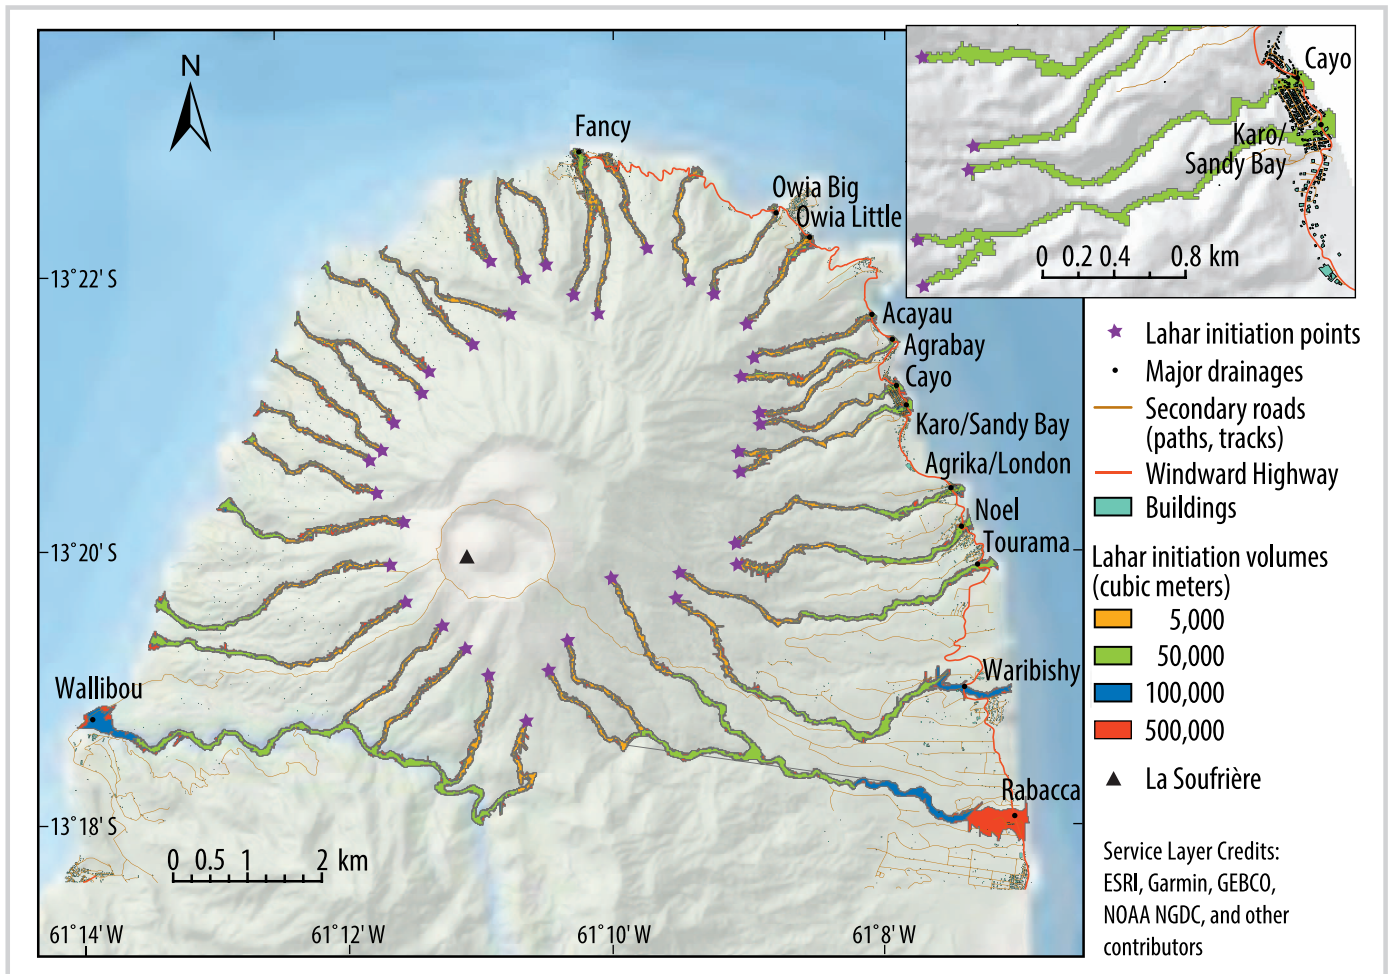 N
Fancy
Owia Big
Owia Little
Acayau
Agrabay
Cayo
Karo/Sandy Bay
Agrika/London
Noel
Tourama
Waribishy
Rabacca
Wallibou
13°22' S
13°20' S
13°18' S
0 0.5 1 2 km
61°14' W
61°12' W
61°10' W
61°8' W
Cayo
Karo/
Sandy Bay
0 0.2 0.4 0.8 km
Lahar initiation points
Major drainages
Secondary roads
(paths, tracks)
Windward Highway
Buildings
Lahar initiation volumes
(cubic meters)
5,000
50,000
100,000
500,000
La Soufrière
Service Layer Credits:
ESRI, Garmin, GEBCO,
NOAA NGDC, and other
contributors